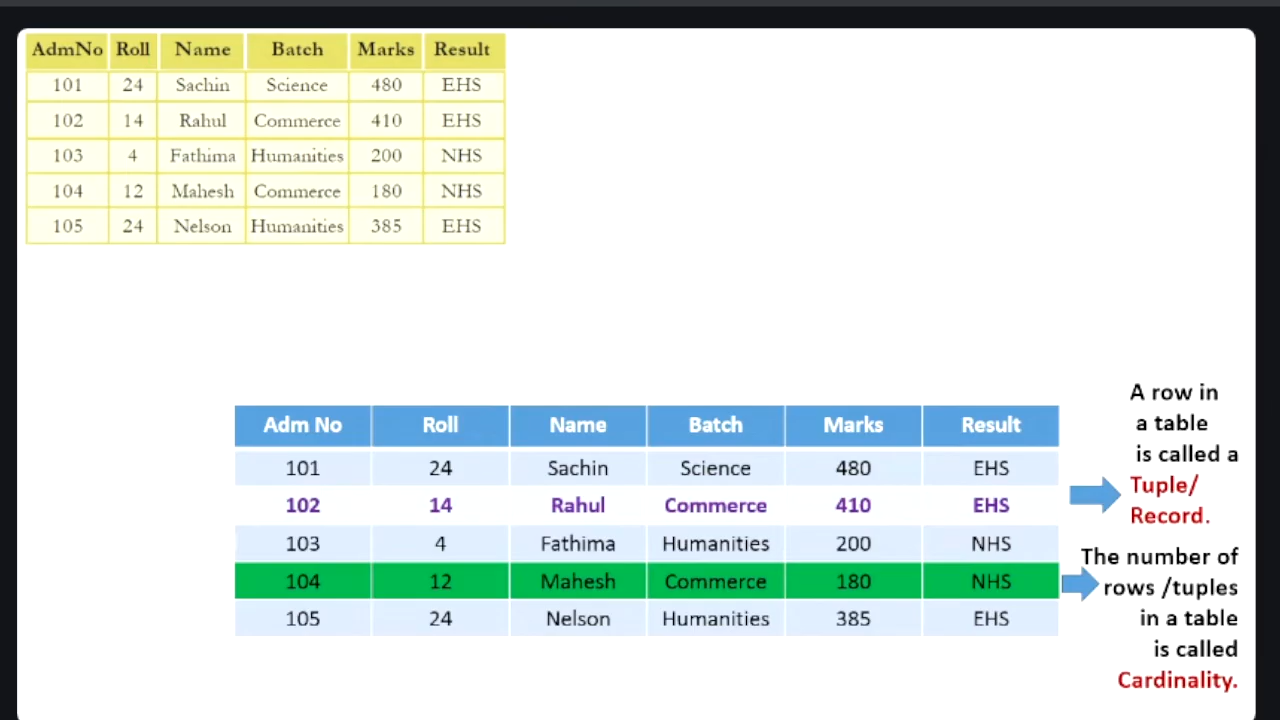 AdmNo Roll Name Batch Marks Result
101 24 Sachin Science 480 EHS
102 14 Rahul Commerce 410 EHS
103 4 Fathima Humanities 200 NHS
104 12 Mahesh Commerce 180 NHS
105 24 Nelson Humanities 385 EHS
Adm No Roll Name Batch Marks Result
101 24 Sachin Science 480 EHS
102 14 Rahul Commerce 410 EHS
103 4 Fathima Humanities 200 NHS
104 12 Mahesh Commerce 180 NHS
105 24 Nelson Humanities 385 EHS
A row in
a table
is called a
Tuple/
Record.
The number of
rows /tuples
in a table
is called
Cardinality.